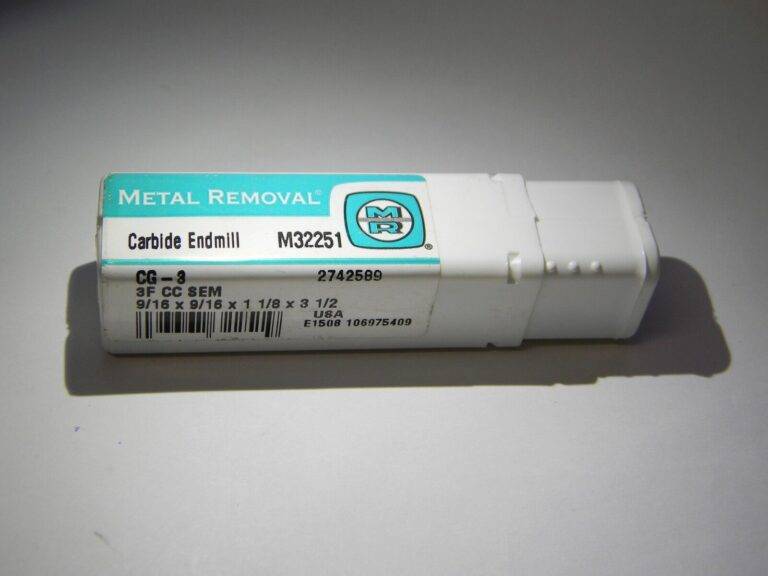 METAL REMOVAL®
Carbide Endmill M32251
MR®
CG-3 2742589
3F CC SEM
9/16 x 9/16 x 1 1/8 x 3 1/2
USA
E1508 106975409